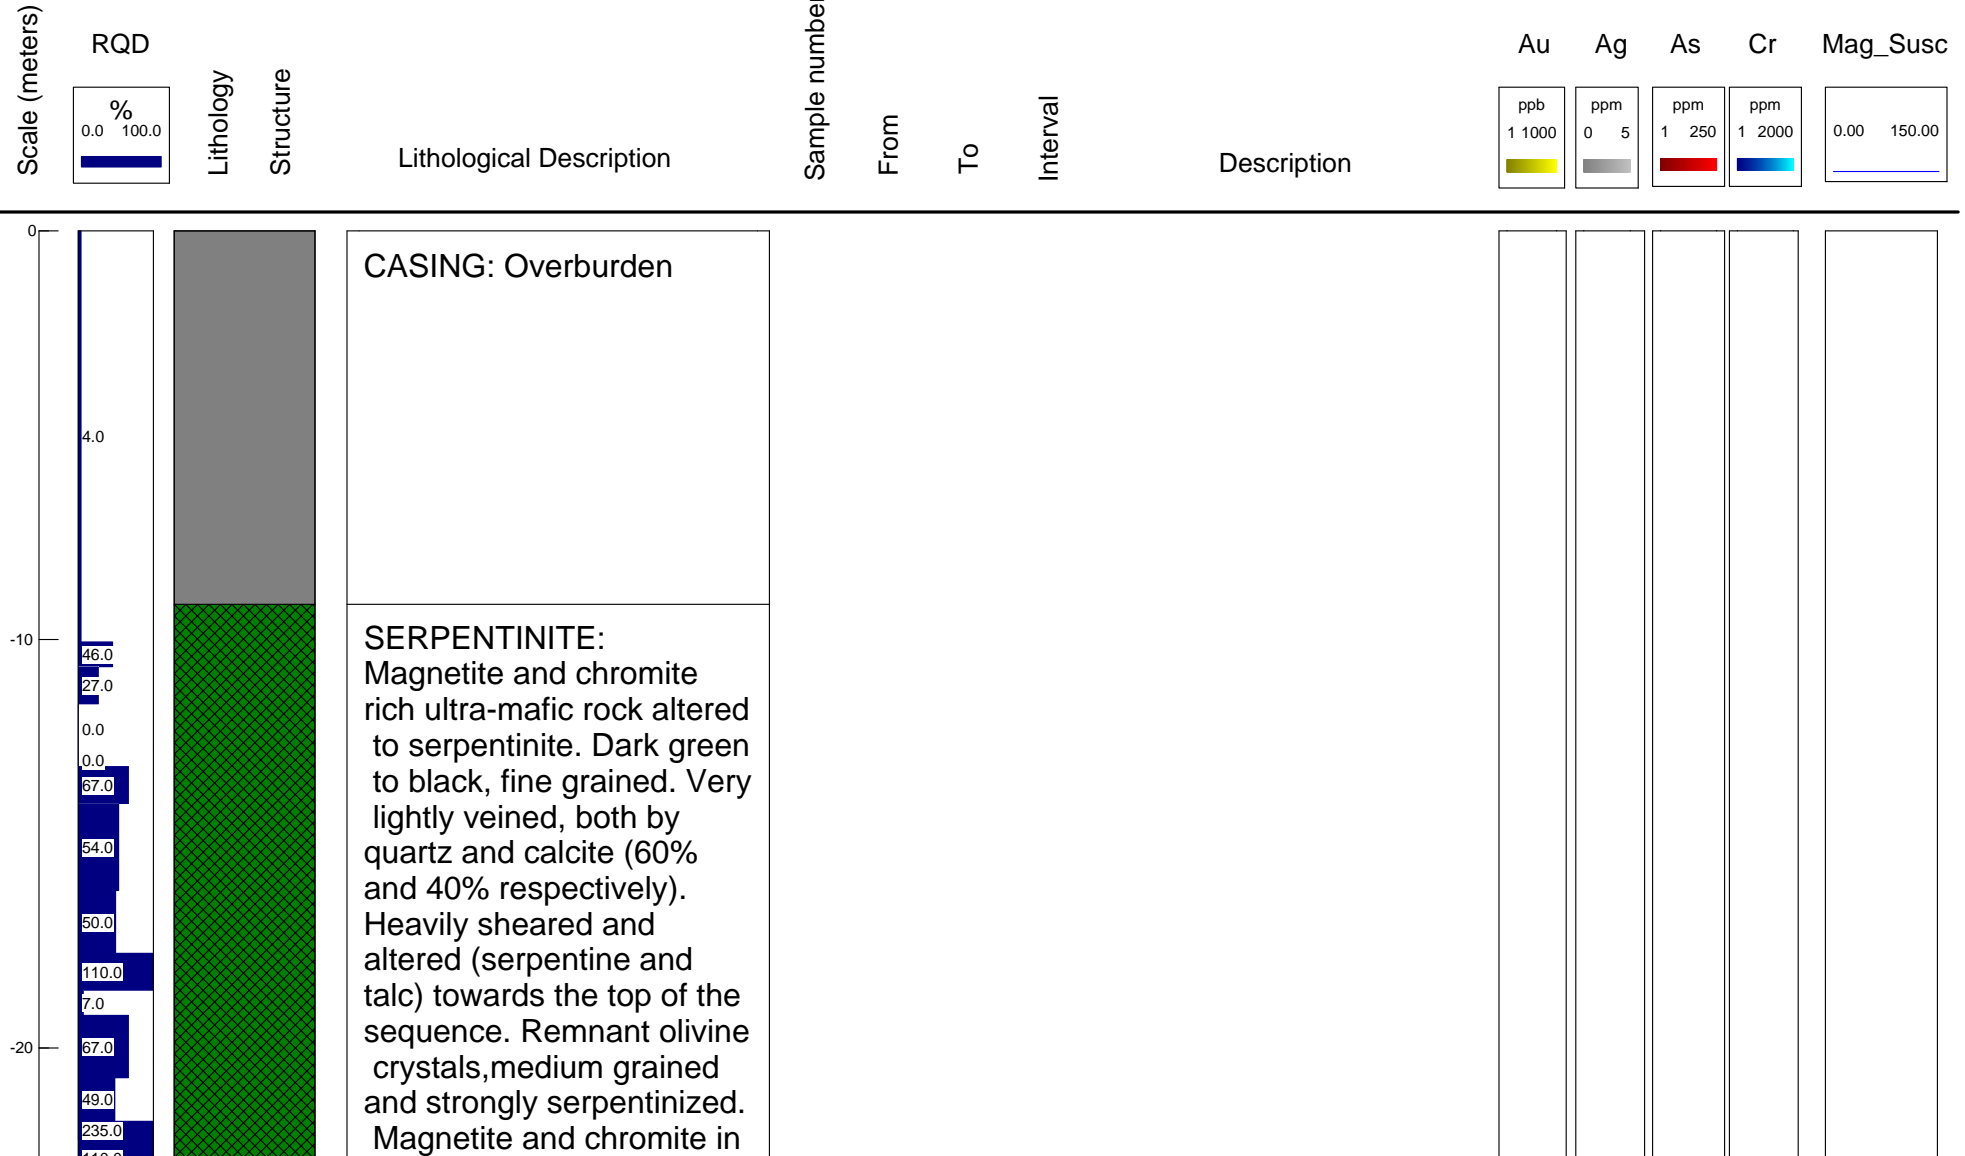 Scale (meters)
RQD
%
0.0 100.0
Lithology
Structure
Lithological Description
Sample number
From
To
Interval
Description
Au
ppb
1 1000
Ag
ppm
0 5
As
ppm
1 250
Cr
ppm
1 2000
Mag_Susc
0.00 150.00
0
CASING: Overburden
4.0
-10
46.0
27.0
0.0
0.0
67.0
54.0
50.0
110.0
7.0
-20
67.0
49.0
235.0
SERPENTINITE:
Magnetite and chromite
rich ultra-mafic rock altered
to serpentinite. Dark green
to black, fine grained. Very
lightly veined, both by
quartz and calcite (60%
and 40% respectively).
Heavily sheared and
altered (serpentine and
talc) towards the top of the
sequence. Remnant olivine
crystals,medium grained
and strongly serpentinized.
Magnetite and chromite in